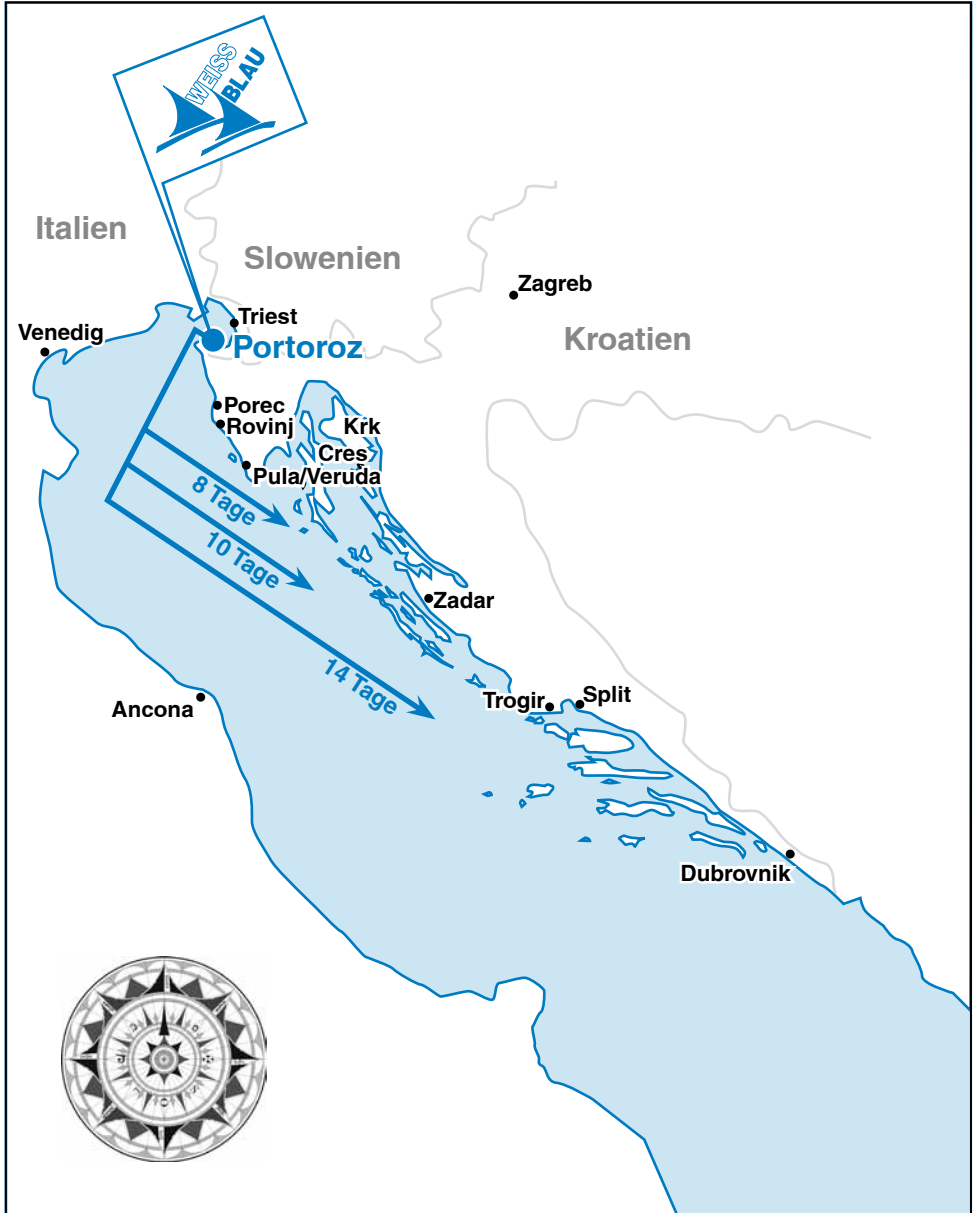 WEISS
BLAU
Italien
Slowenien
Zagreb
Triest
Venedig
Portoroz
Kroatien
Porec
Rovinj
Krk
Cres
Pula/Veruda
8 Tage
10 Tage
Zadar
14 Tage
Ancona
Trogir
Split
Dubrovnik